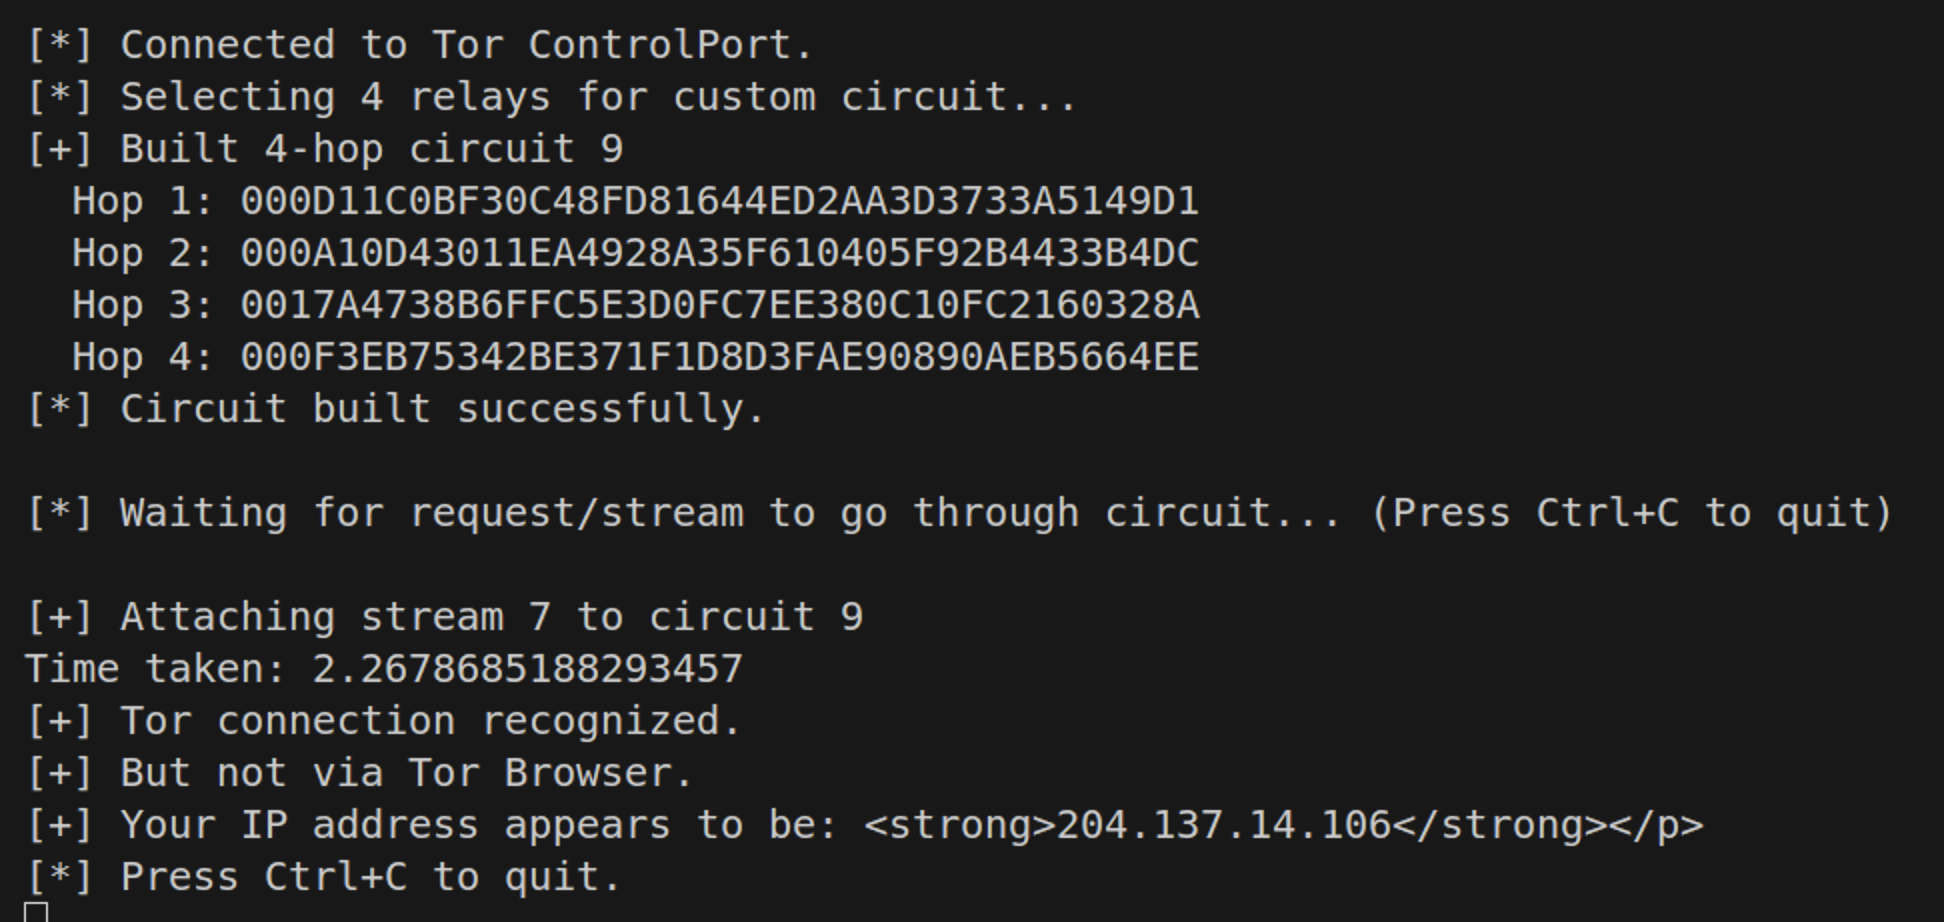 [*] Connected to Tor ControlPort.
[*] Selecting 4 relays for custom circuit...
[+] Built 4-hop circuit 9
  Hop 1: 000D11C0BF30C48FD81644ED2AA3D3733A5149D1
  Hop 2: 000A10D43011EA4928A35F610405F92B4433B4DC
  Hop 3: 0017A4738B6FFC5E3D0FC7EE380C10FC2160328A
  Hop 4: 000F3EB75342BE371F1D8D3FAE90890AEB5664EE
[*] Circuit built successfully.

[*] Waiting for request/stream to go through circuit... (Press Ctrl+C to quit)

[+] Attaching stream 7 to circuit 9
Time taken: 2.2678685188293457
[+] Tor connection recognized.
[+] But not via Tor Browser.
[+] Your IP address appears to be: <strong>204.137.14.106</strong></p>
[*] Press Ctrl+C to quit.